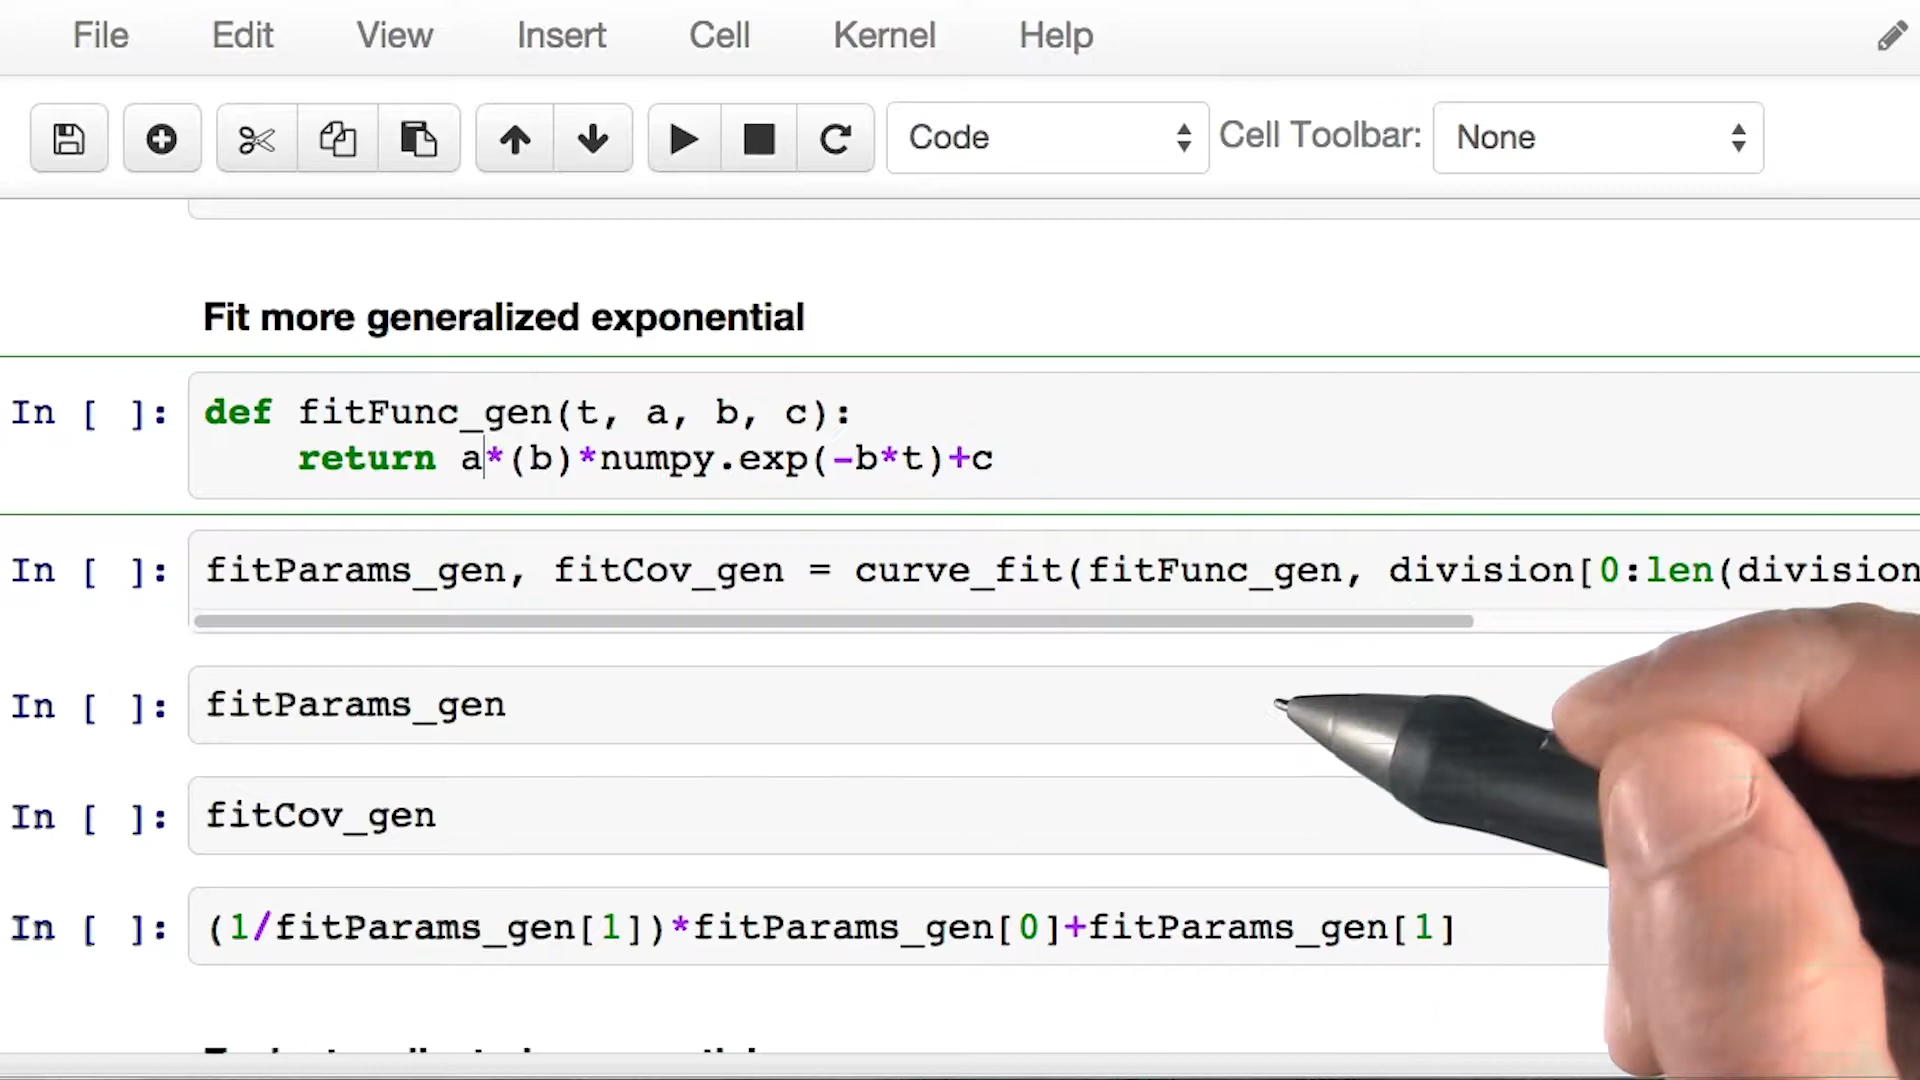 File Edit View Insert Cell Kernel Help
Code Cell Toolbar: None
Fit more generalized exponential
In [ ]: def fitFunc_gen(t, a, b, c):
return a*(b)*numpy.exp(-b*t)+c
In [ ]: fitParams_gen, fitCov_gen = curve_fit(fitFunc_gen, division[0:len(division
In [ ]: fitParams_gen
In [ ]: fitCov_gen
In [ ]: (1/fitParams_gen[1])*fitParams_gen[0]+fitParams_gen[1]